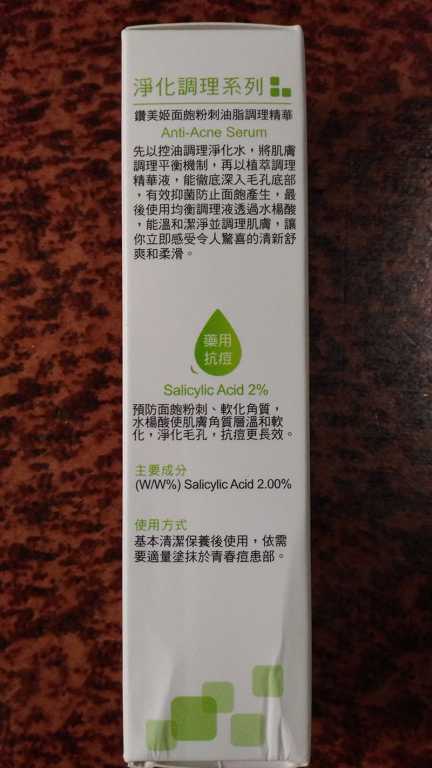 淨化調理系列
鑽美姬面皰粉刺油脂調理精華
Anti-Acne Serum
先以控油調理淨化水，將肌膚
調理平衡機制，再以植萃調理
精華液，能徹底深入毛孔底部
，有效抑菌防止面皰產生，最
後使用均衡調理液透過水楊酸
，能溫和潔淨並調理肌膚，讓
你立即感受令人驚喜的清新舒
爽和柔滑。
藥用
抗痘
Salicylic Acid 2%
預防面皰粉刺、軟化角質，
水楊酸使肌膚角質層溫和軟
化，淨化毛孔，抗痘更長效。
主要成分
(W/W%) Salicylic Acid 2.00%
使用方式
基本清潔保養後使用，依需
要適量塗抹於青春痘患部。